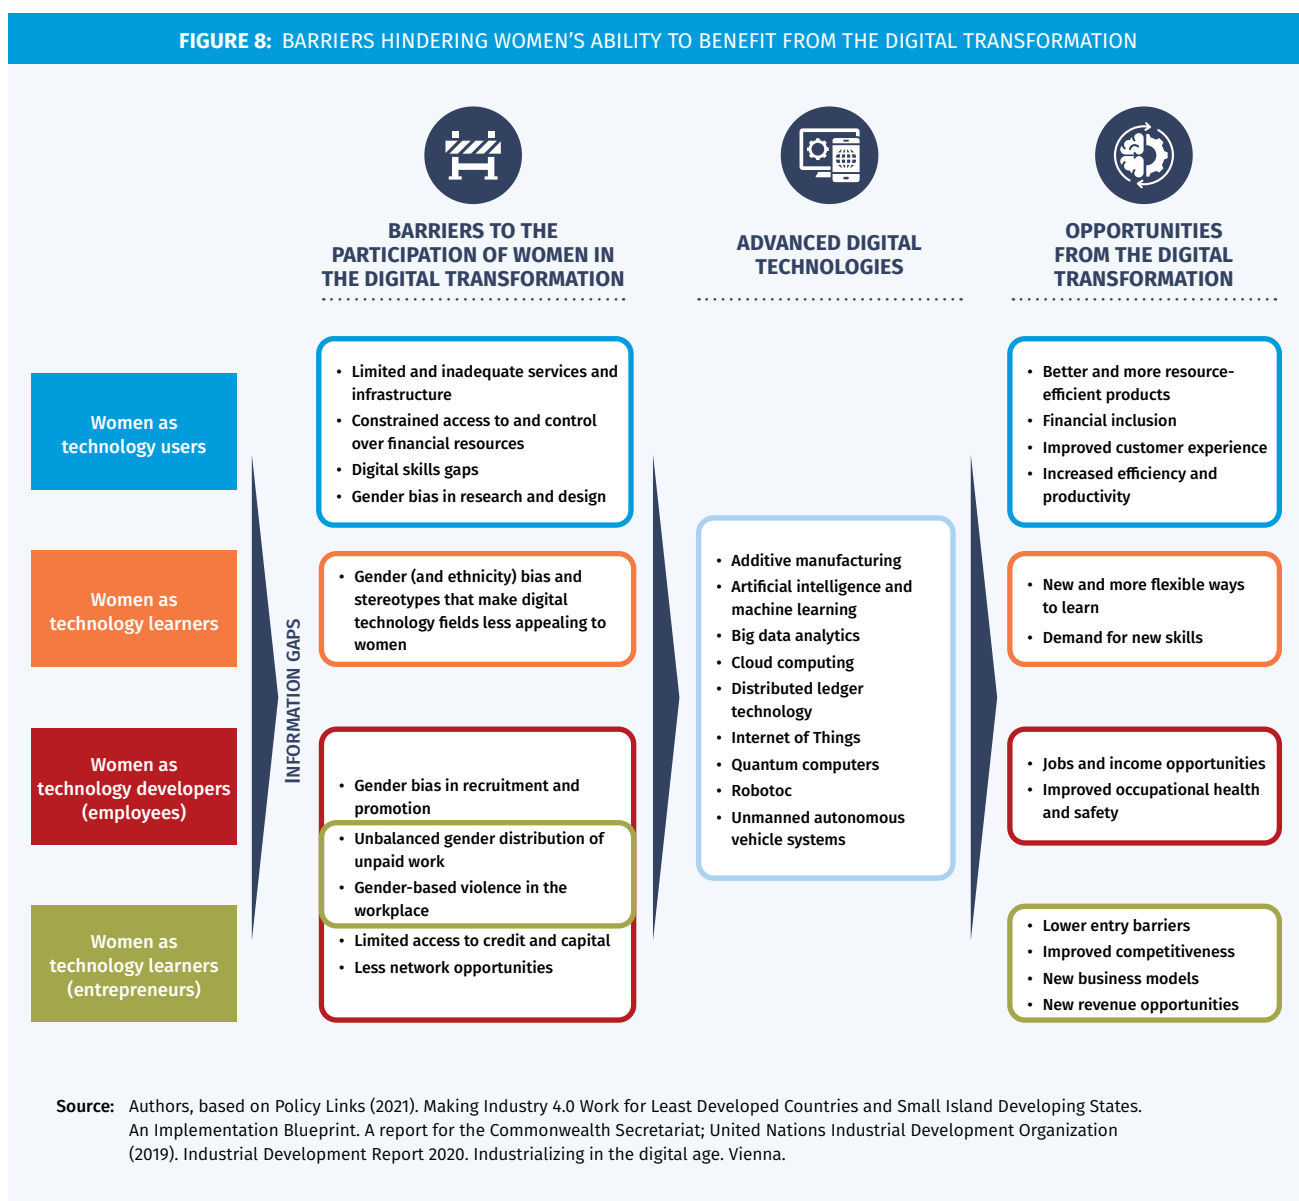 FIGURE 8: BARRIERS HINDERING WOMEN'S ABILITY TO BENEFIT FROM THE DIGITAL TRANSFORMATION
BARRIERS TO THE
PARTICIPATION OF WOMEN IN
THE DIGITAL TRANSFORMATION
ADVANCED DIGITAL
TECHNOLOGIES
OPPORTUNITIES
FROM THE DIGITAL
TRANSFORMATION
Women as
technology users
Women as
technology learners
Women as
technology developers
(employees)
Women as
technology learners
(entrepreneurs)
INFORMATION GAPS
• Limited and inadequate services and
infrastructure
• Constrained access to and control
over financial resources
• Digital skills gaps
• Gender bias in research and design
• Gender (and ethnicity) bias and
stereotypes that make digital
technology fields less appealing to
women
• Gender bias in recruitment and
promotion
• Unbalanced gender distribution of
unpaid work
• Gender-based violence in the
workplace
• Limited access to credit and capital
• Less network opportunities
• Additive manufacturing
• Artificial intelligence and
machine learning
• Big data analytics
• Cloud computing
• Distributed ledger
technology
• Internet of Things
• Quantum computers
• Robotoc
• Unmanned autonomous
vehicle systems
• Better and more resource-
efficient products
• Financial inclusion
• Improved customer experience
• Increased efficiency and
productivity
• New and more flexible ways
to learn
• Demand for new skills
• Jobs and income opportunities
• Improved occupational health
and safety
• Lower entry barriers
• Improved competitiveness
• New business models
• New revenue opportunities
Source: Authors, based on Policy Links (2021). Making Industry 4.0 Work for Least Developed Countries and Small Island Developing States.
An Implementation Blueprint. A report for the Commonwealth Secretariat; United Nations Industrial Development Organization
(2019). Industrial Development Report 2020. Industrializing in the digital age. Vienna.